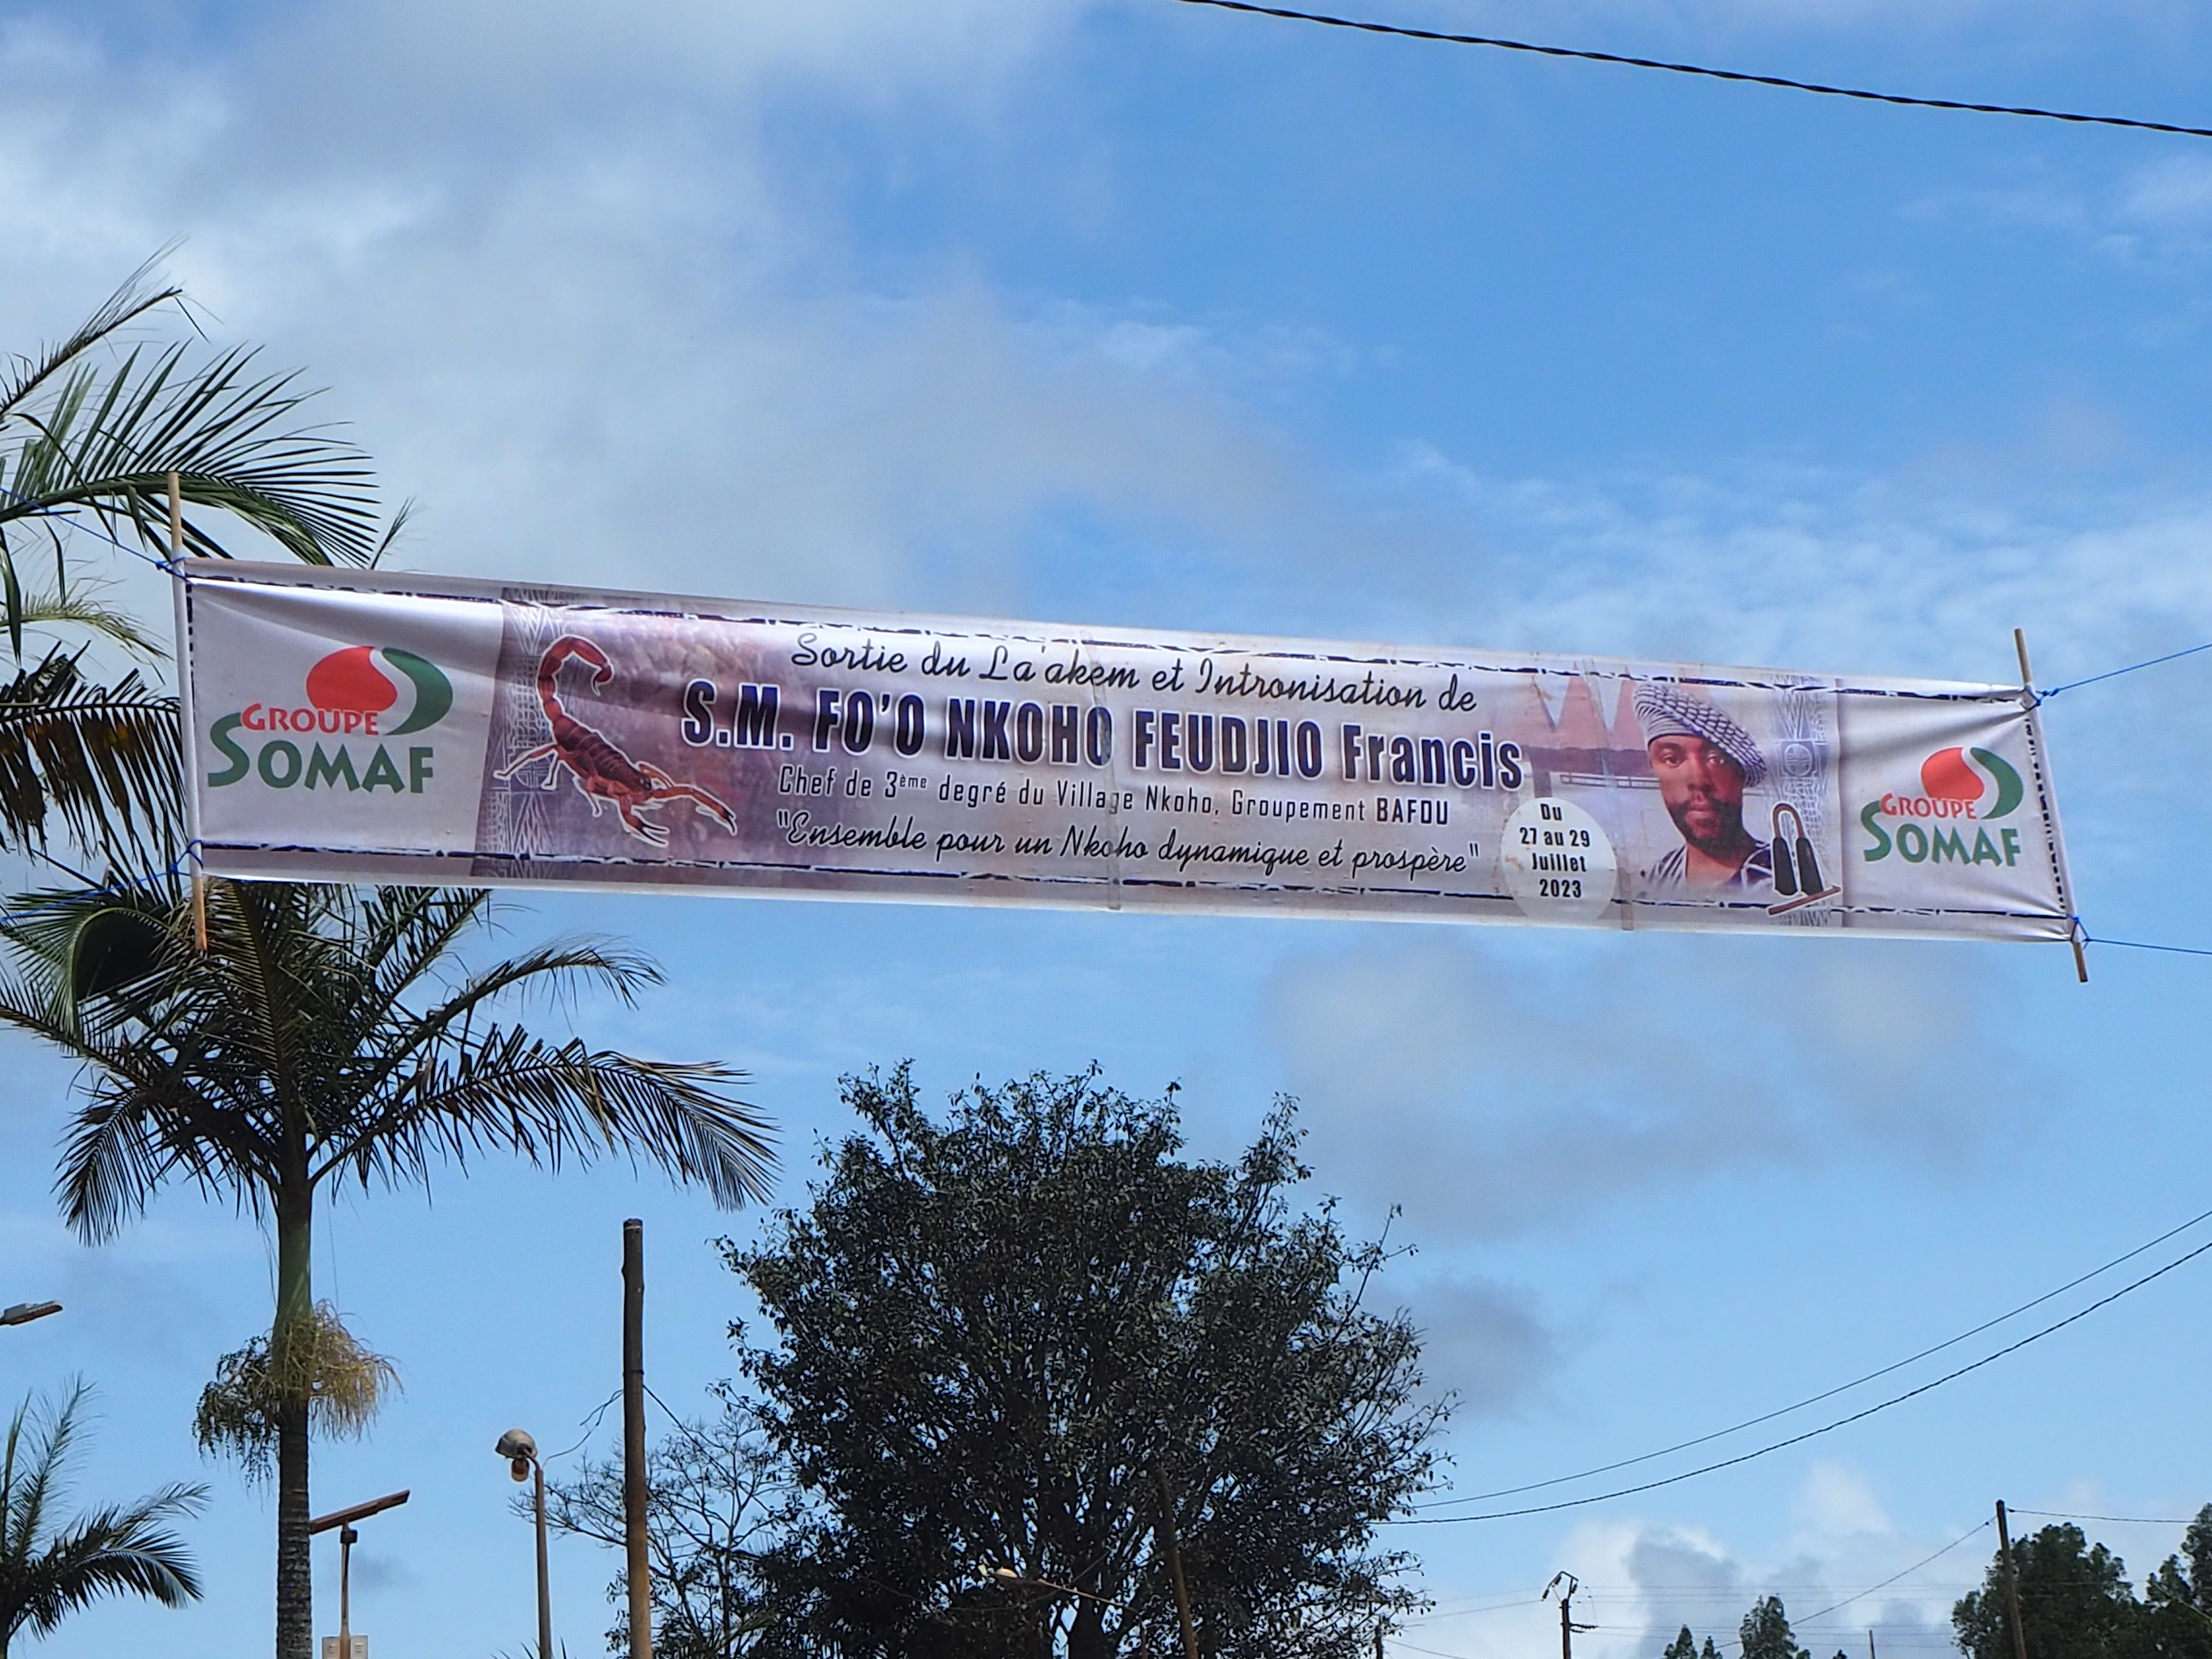 GROUPE
SOMAF
Sortie du La'akem et Intronisation de
S.M. FO'O NKOHO FEUDJIO Francis
Chef de 3ème degré du Village Nkoho, Groupement BAFOU
"Ensemble pour un Nkoho dynamique et prospère"
Du
27 au 29
Juillet
2023
GROUPE
SOMAF